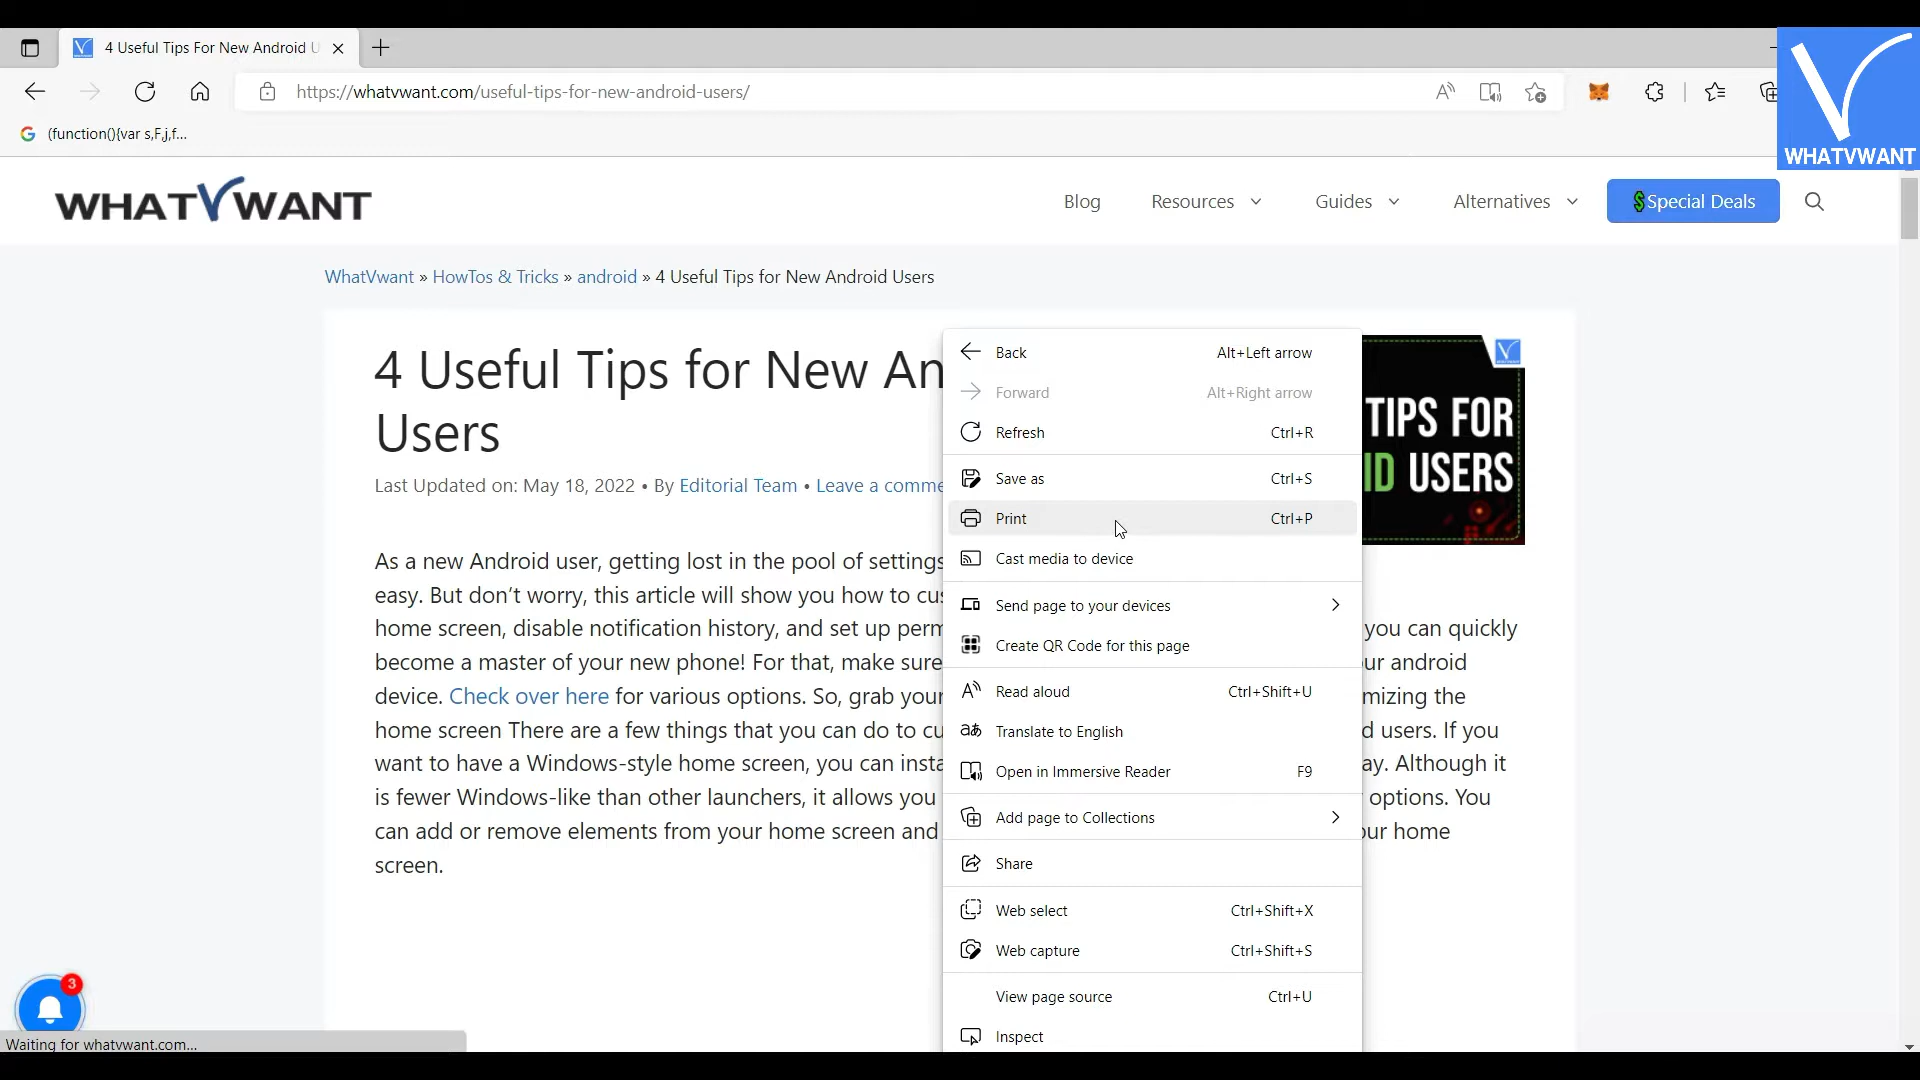 4 Useful Tips For New Android U
https://whatvwant.com/useful-tips-for-new-android-users/
(function(){var s,F,j,f...
WHATVWANT
WHATVWANT
Blog
Resources
Guides
Alternatives
$Special Deals
WhatVwant » HowTos & Tricks » android » 4 Useful Tips for New Android Users
4 Useful Tips for New An
Users
Last Updated on: May 18, 2022 • By Editorial Team • Leave a comme
TIPS FOR
ID USERS
As a new Android user, getting lost in the pool of settings
easy. But don’t worry, this article will show you how to cus
home screen, disable notification history, and set up perm you can quickly
become a master of your new phone! For that, make sure ur android
device. Check over here for various options. So, grab your mizing the
home screen There are a few things that you can do to cu d users. If you
want to have a Windows-style home screen, you can insta ay. Although it
is fewer Windows-like than other launchers, it allows you options. You
can add or remove elements from your home screen and ur home
screen.
Back Alt+Left arrow
Forward Alt+Right arrow
Refresh Ctrl+R
Save as Ctrl+S
Print Ctrl+P
Cast media to device
Send page to your devices
Create QR Code for this page
Read aloud Ctrl+Shift+U
Translate to English
Open in Immersive Reader F9
Add page to Collections
Share
Web select Ctrl+Shift+X
Web capture Ctrl+Shift+S
View page source Ctrl+U
Inspect
3
Waiting for whatvwant.com...